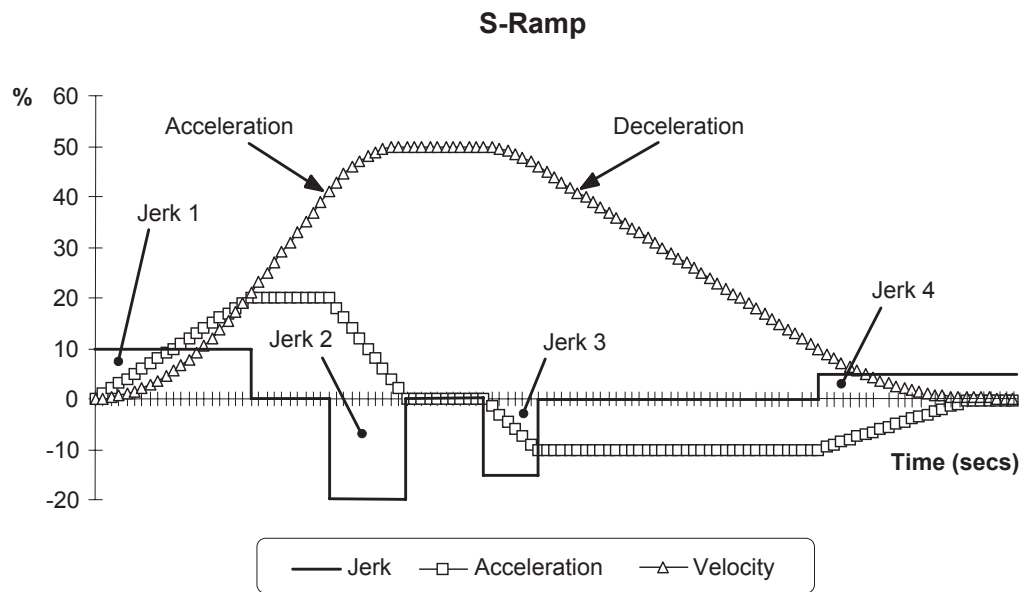 S-Ramp
%
60
50
40
30
20
10
0
-10
-20
Acceleration
Deceleration
Jerk 1
Jerk 2
Jerk 3
Jerk 4
Time (secs)
Jerk Acceleration Velocity